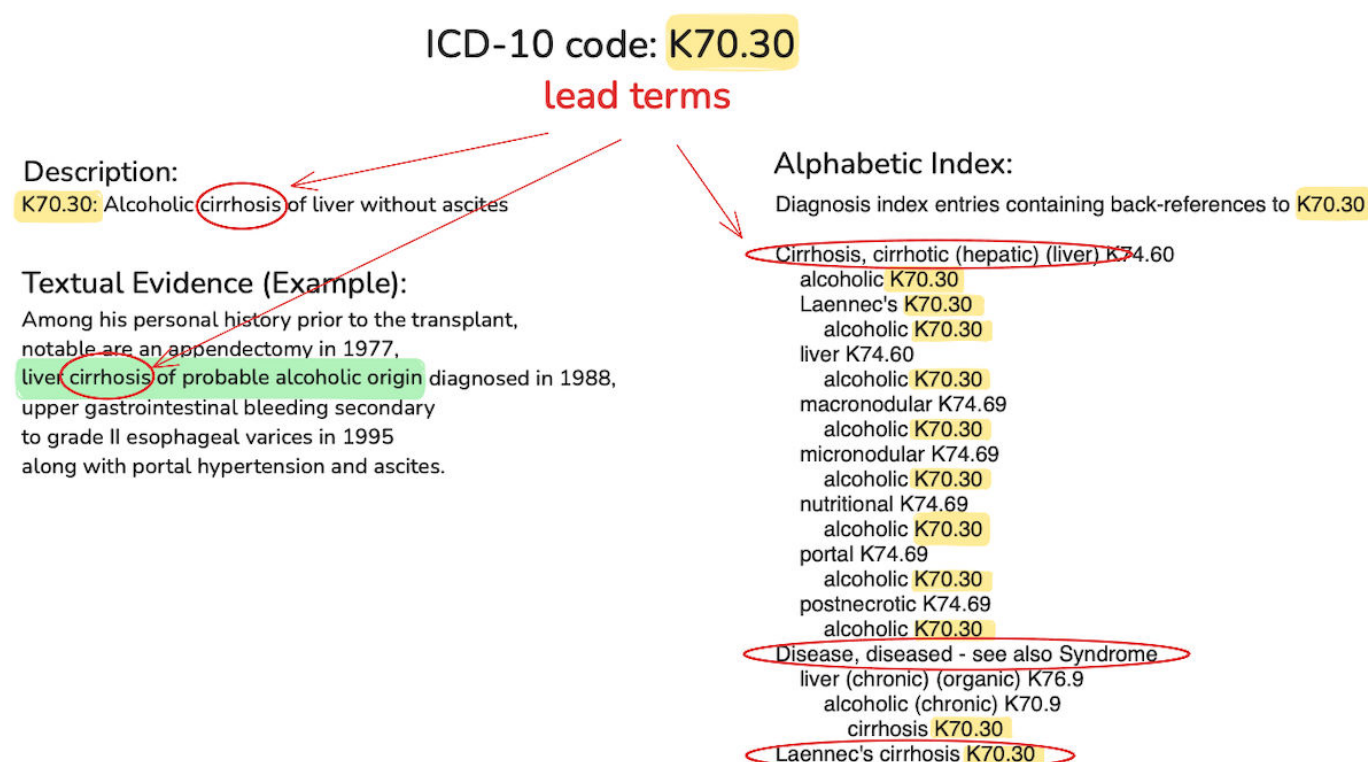 ICD-10 code: K70.30
lead terms
Description:
K70.30: Alcoholic cirrhosis of liver without ascites
Textual Evidence (Example):
Among his personal history prior to the transplant,
notable are an appendectomy in 1977,
liver cirrhosis of probable alcoholic origin diagnosed in 1988,
upper gastrointestinal bleeding secondary
to grade II esophageal varices in 1995
along with portal hypertension and ascites.
Alphabetic Index:
Diagnosis index entries containing back-references to K70.30
Cirrhosis, cirrhotic (hepatic) (liver) K74.60
alcoholic K70.30
Laennec's K70.30
alcoholic K70.30
liver K74.60
alcoholic K70.30
macronodular K74.69
alcoholic K70.30
micronodular K74.69
alcoholic K70.30
nutritional K74.69
alcoholic K70.30
portal K74.69
alcoholic K70.30
postnecrotic K74.69
alcoholic K70.30
Disease, diseased - see also Syndrome
liver (chronic) (organic) K76.9
alcoholic (chronic) K70.9
cirrhosis K70.30
Laennec's cirrhosis K70.30